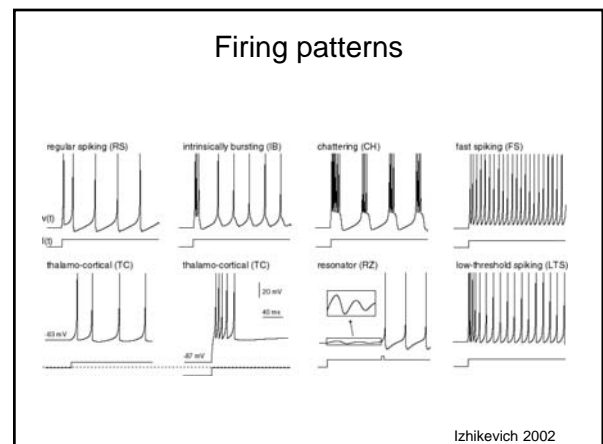 Firing patterns
regular spiking (RS) intrinsically bursting (IB) chattering (CH) fast spiking (FS)
v(t)
I(t)
thalamo-cortical (TC) thalamo-cortical (TC) resonator (RZ) low-threshold spiking (LTS)
20 mV
40 ms
-63 mV
-87 mV
Izhikevich 2002